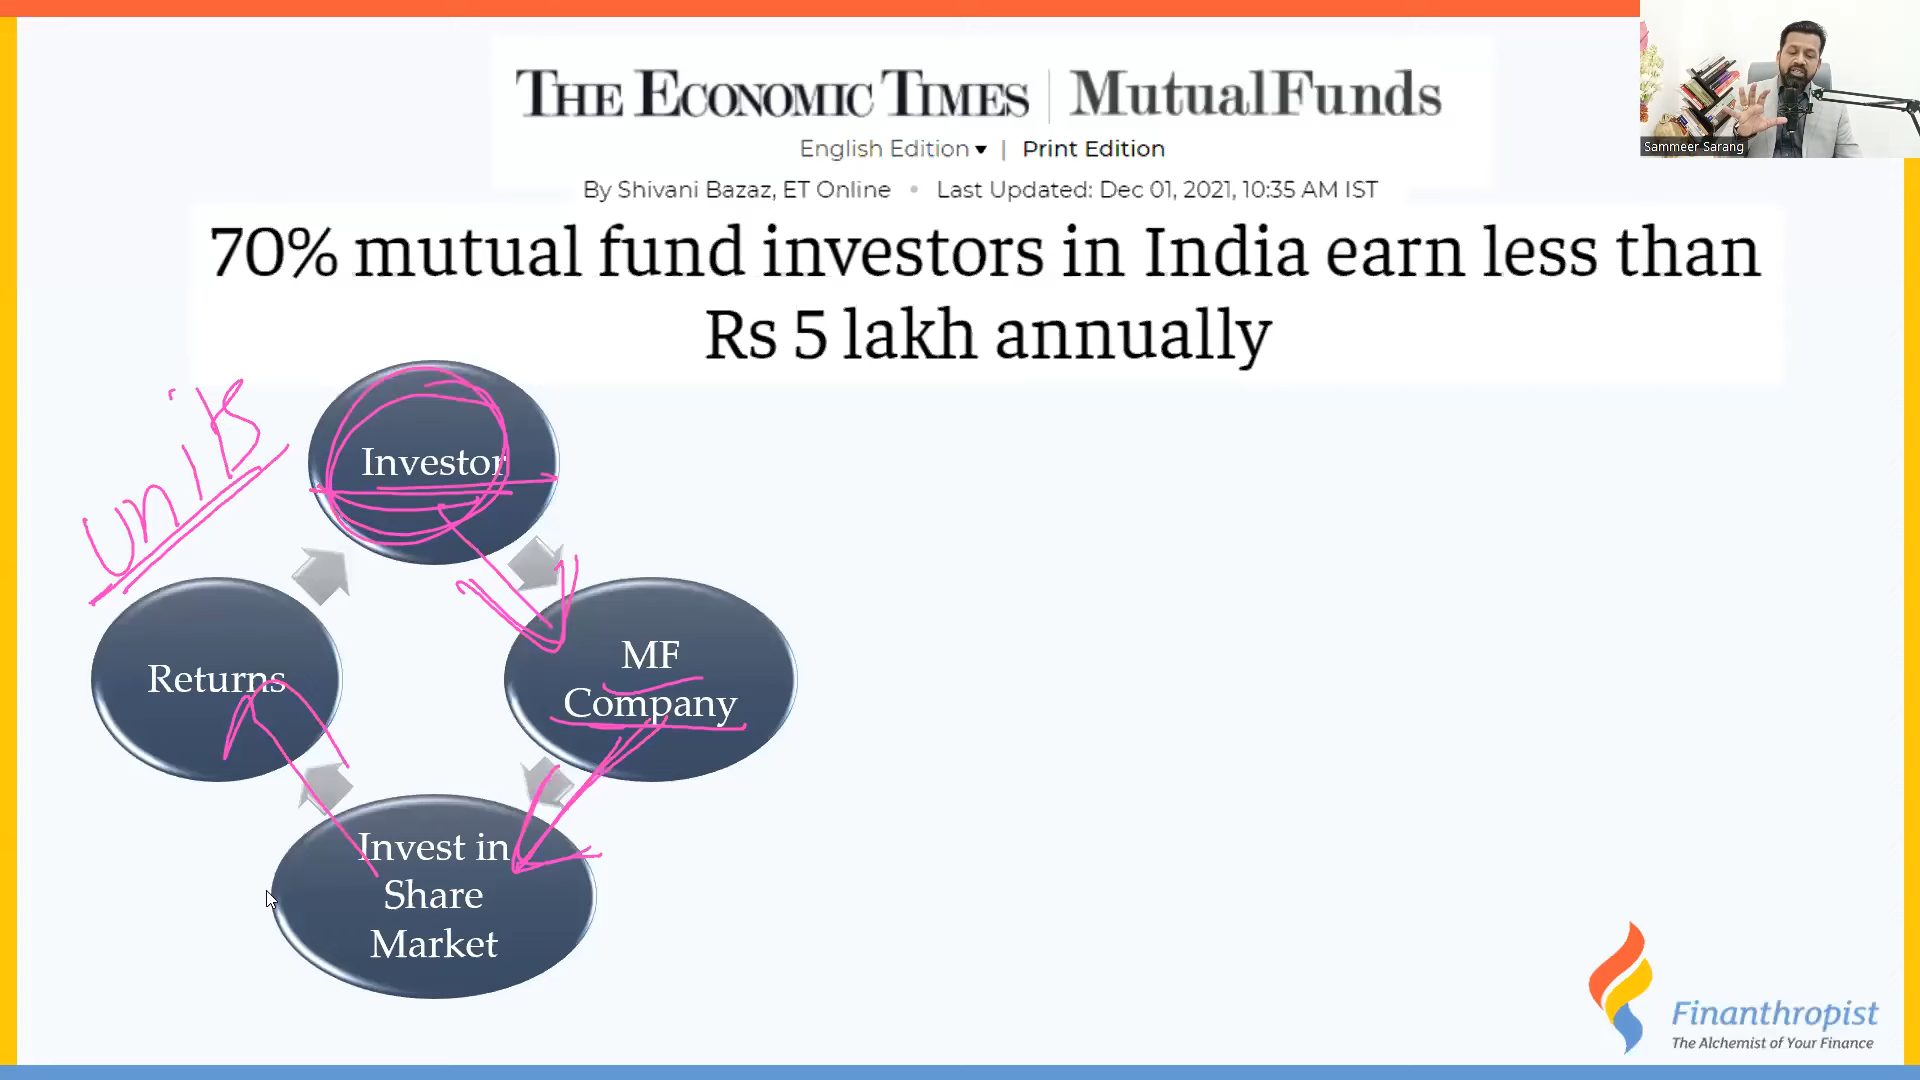 THE ECONOMIC TIMES | MutualFunds
English Edition ▾ | Print Edition
By Shivani Bazaz, ET Online • Last Updated: Dec 01, 2021, 10:35 AM IST
70% mutual fund investors in India earn less than
Rs 5 lakh annually
Sammeer Sarang
units
Investor
MF
Company
Returns
Invest in
Share
Market
Finanthropist
The Alchemist of Your Finance